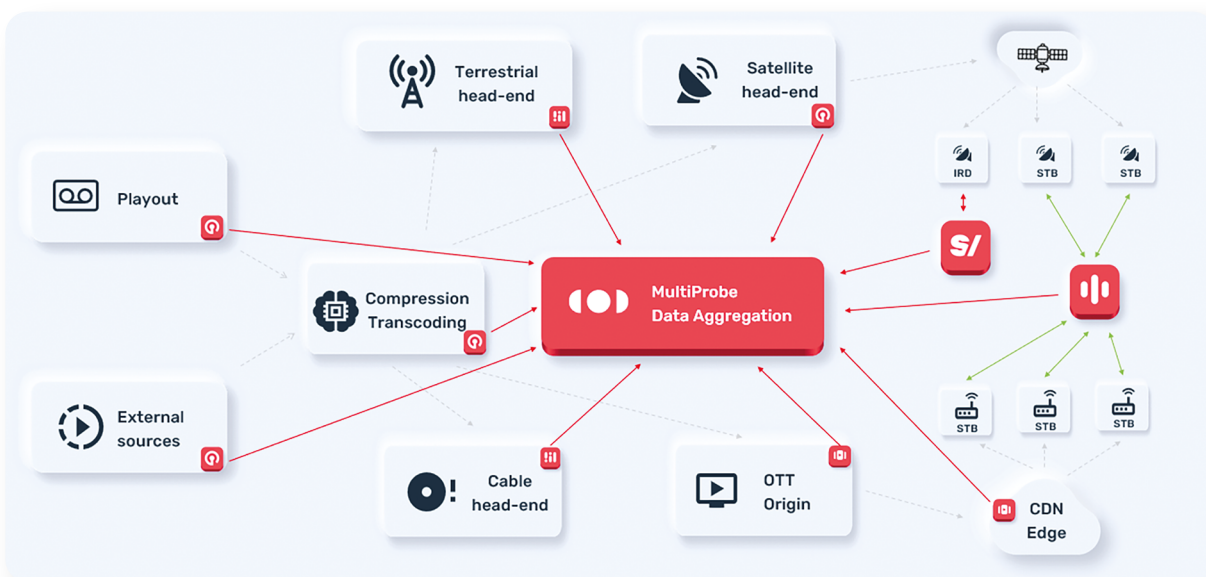 Terrestrial
head-end
Satellite
head-end
IRD
STB
STB
Playout
S/
Compression
Transcoding
MultiProbe
Data Aggregation
External
sources
STB
STB
STB
Cable
head-end
OTT
Origin
CDN
Edge